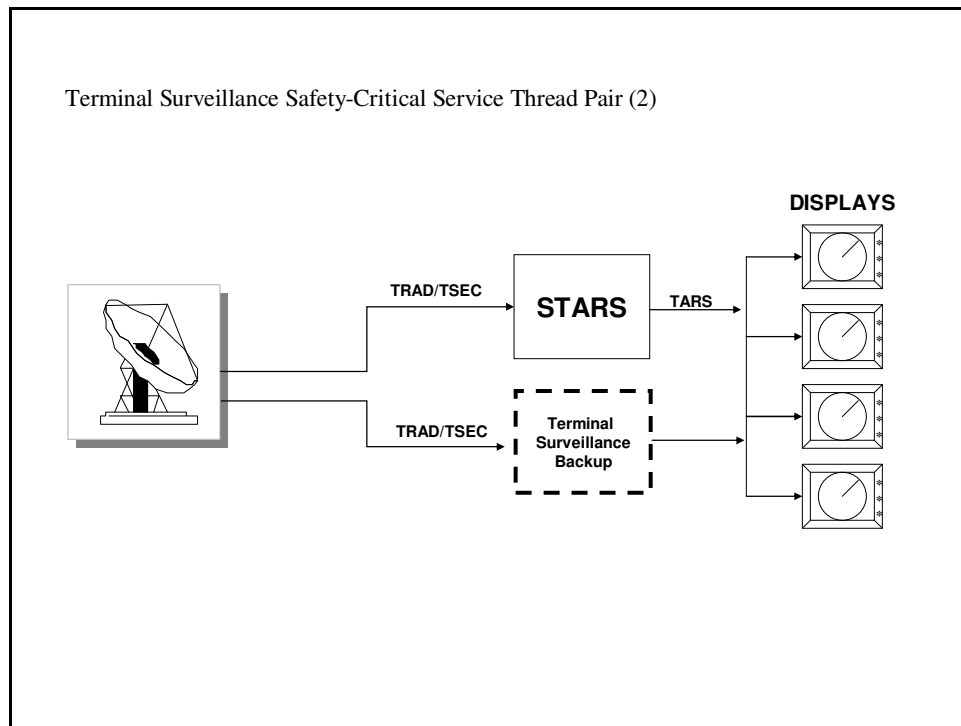 Terminal Surveillance Safety-Critical Service Thread Pair (2)
DISPLAYS
TRAD/TSEC
STARS
TARS
TRAD/TSEC
Terminal
Surveillance
Backup